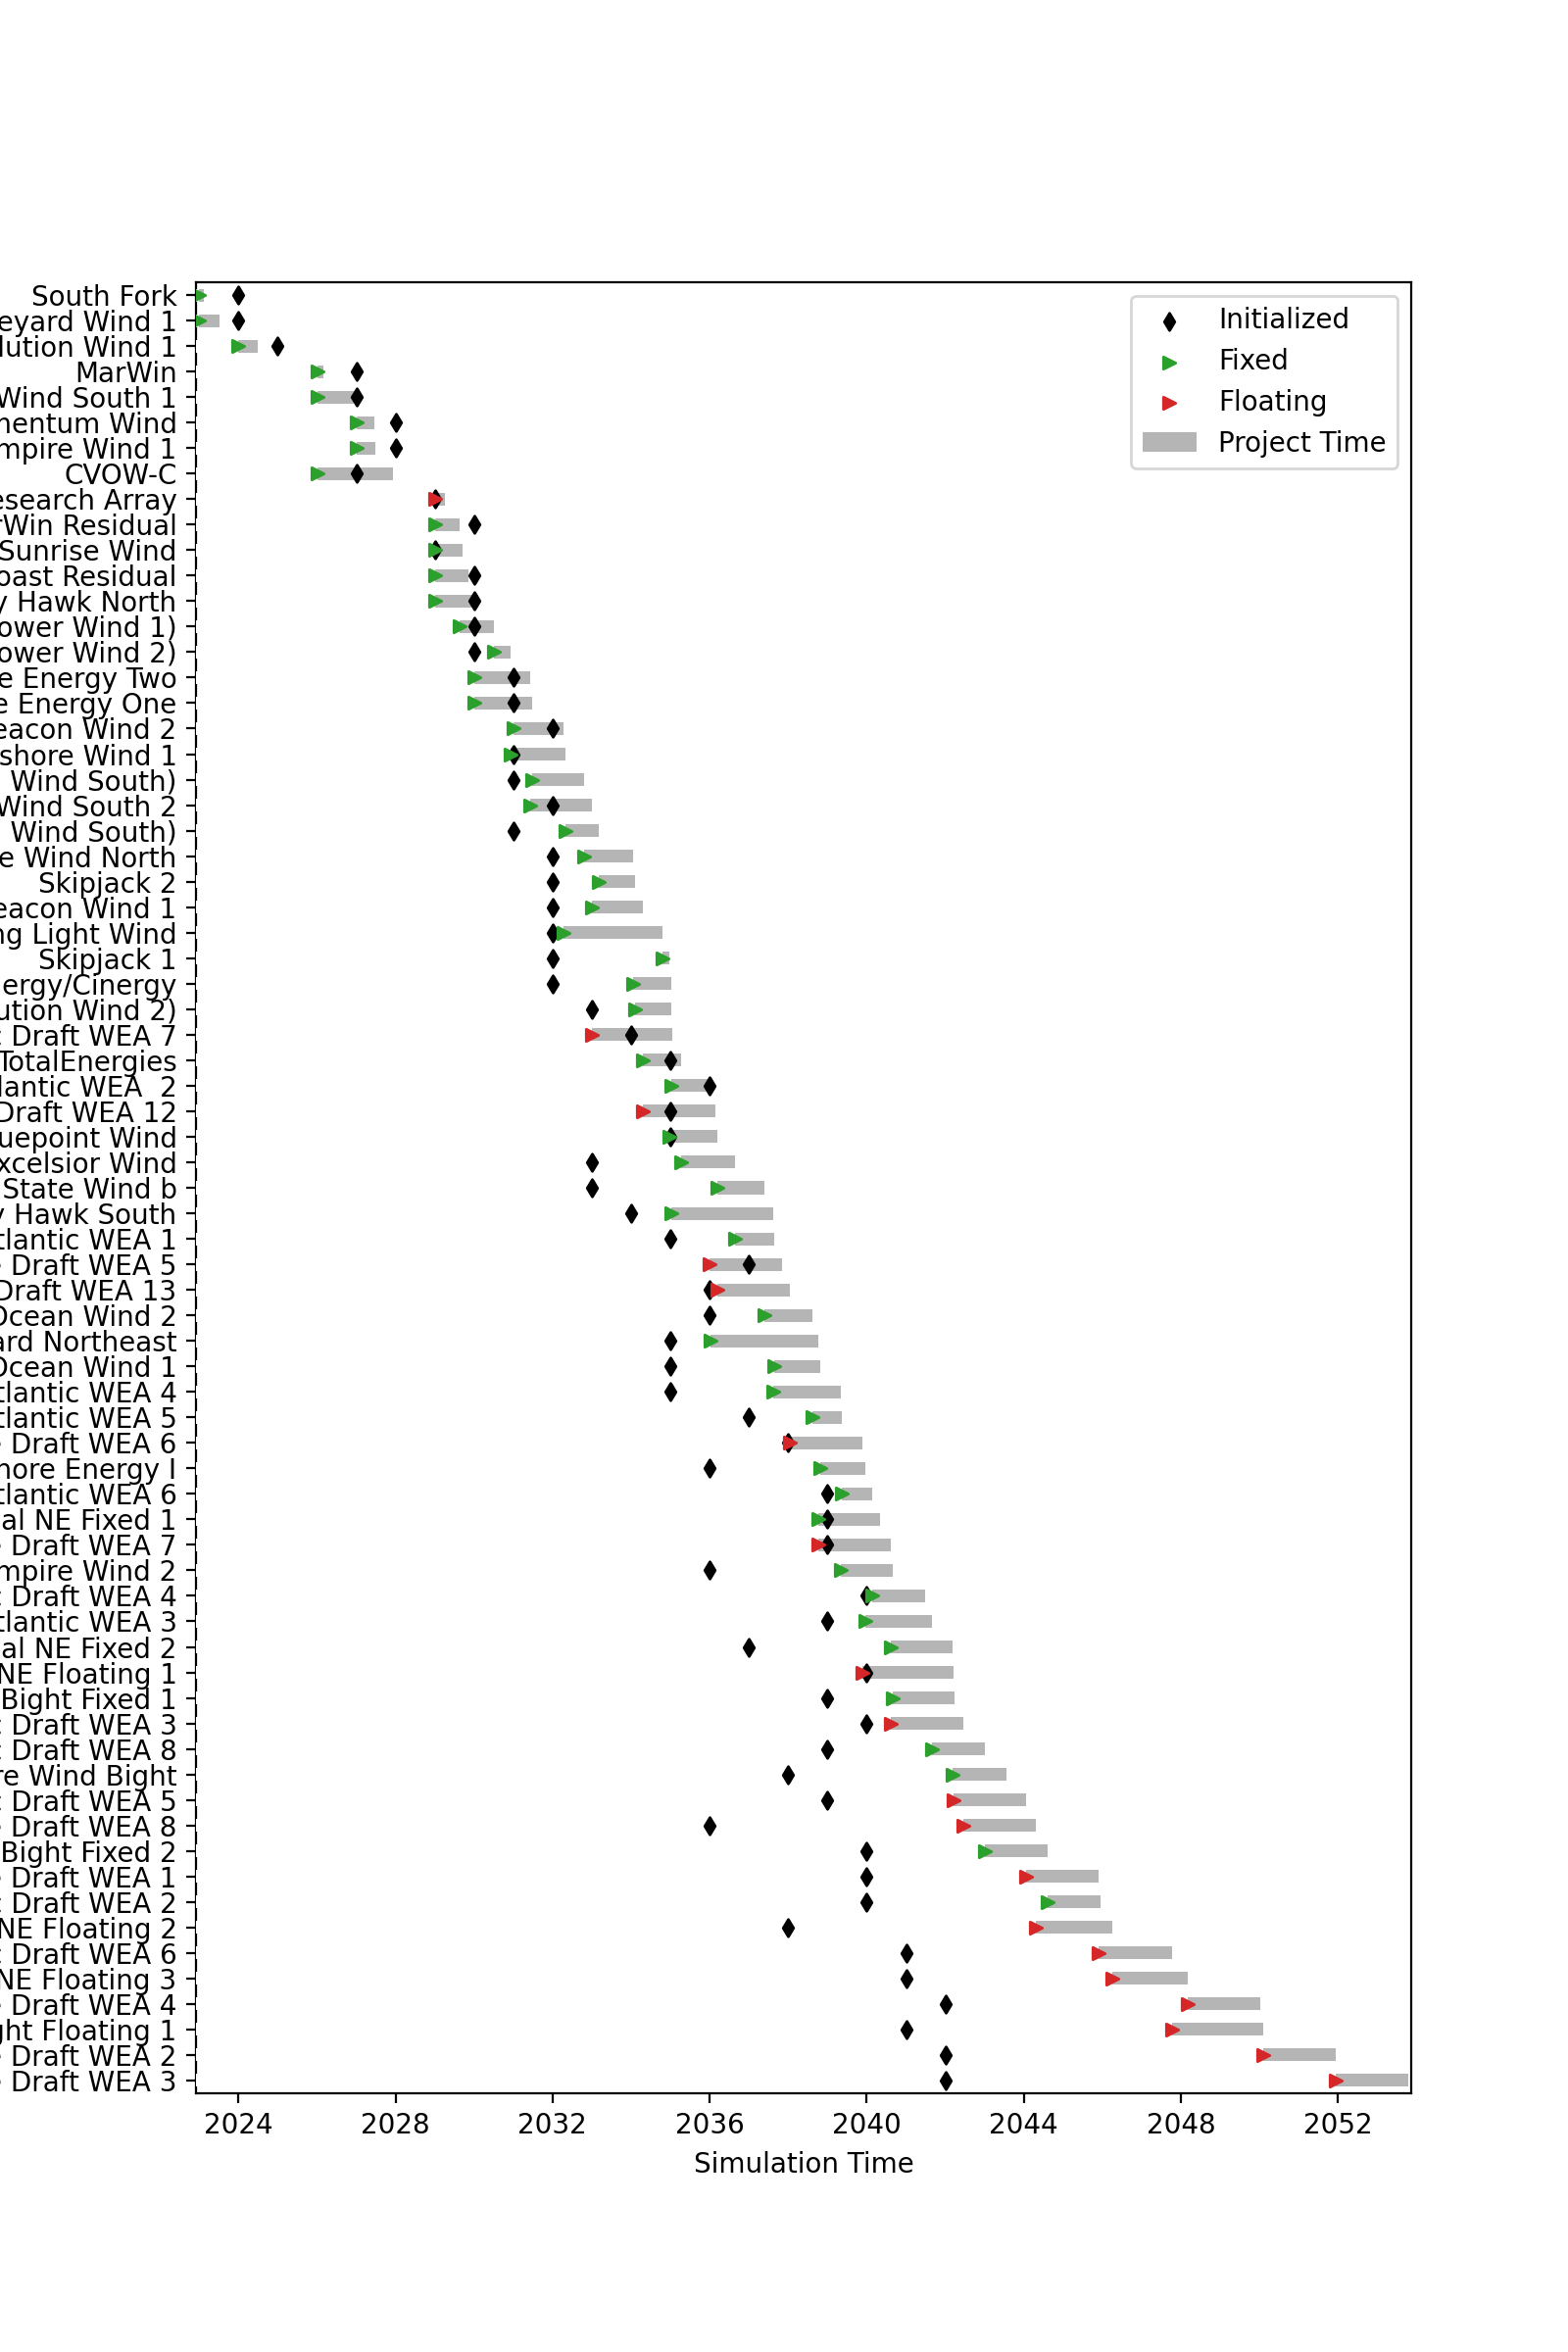 South Fork
eyard Wind 1
lution Wind 1
MarWin
Wind South 1
nentum Wind
mpire Wind 1
CVOW-C
esearch Array
rWin Residual
Sunrise Wind
oast Residual
y Hawk North
ower Wind 1)
ower Wind 2)
e Energy Two
e Energy One
eacon Wind 2
shore Wind 1
Wind South)
Wind South 2
Wind South)
e Wind North
Skipjack 2
eacon Wind 1
ng Light Wind
Skipjack 1
ergy/Cinergy
ution Wind 2)
c Draft WEA 7
TotalEnergies
lantic WEA  2
Draft WEA 12
uepoint Wind
xcelsior Wind
State Wind b
y Hawk South
tlantic WEA 1
e Draft WEA 5
Draft WEA 13
Ocean Wind 2
ard Northeast
Ocean Wind 1
tlantic WEA 4
tlantic WEA 5
e Draft WEA 6
hore Energy I
tlantic WEA 6
al NE Fixed 1
e Draft WEA 7
mpire Wind 2
c Draft WEA 4
tlantic WEA 3
al NE Fixed 2
NE Floating 1
Bight Fixed 1
c Draft WEA 3
c Draft WEA 8
re Wind Bight
c Draft WEA 5
e Draft WEA 8
Bight Fixed 2
e Draft WEA 1
c Draft WEA 2
NE Floating 2
c Draft WEA 6
NE Floating 3
e Draft WEA 4
ght Floating 1
e Draft WEA 2
e Draft WEA 3
Initialized
Fixed
Floating
Project Time
2024 2028 2032 2036 2040 2044 2048 2052
Simulation Time